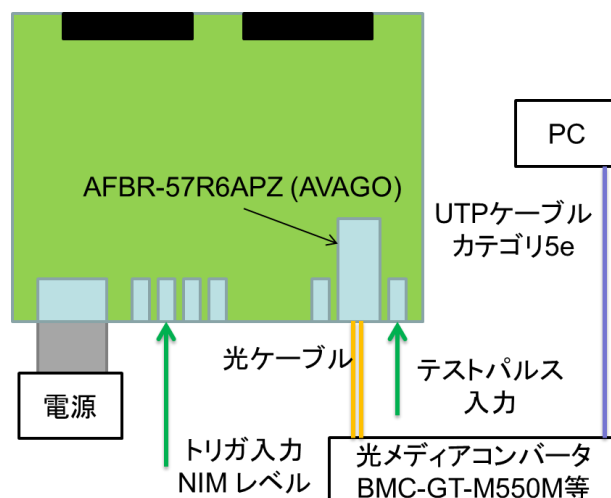 PC
AFBR-57R6APZ (AVAGO)
UTPケーブル
カテゴリ5e
光ケーブル
テストパルス
入力
電源
トリガ入力
NIM レベル
光メディアコンバータ
BMC-GT-M550M等